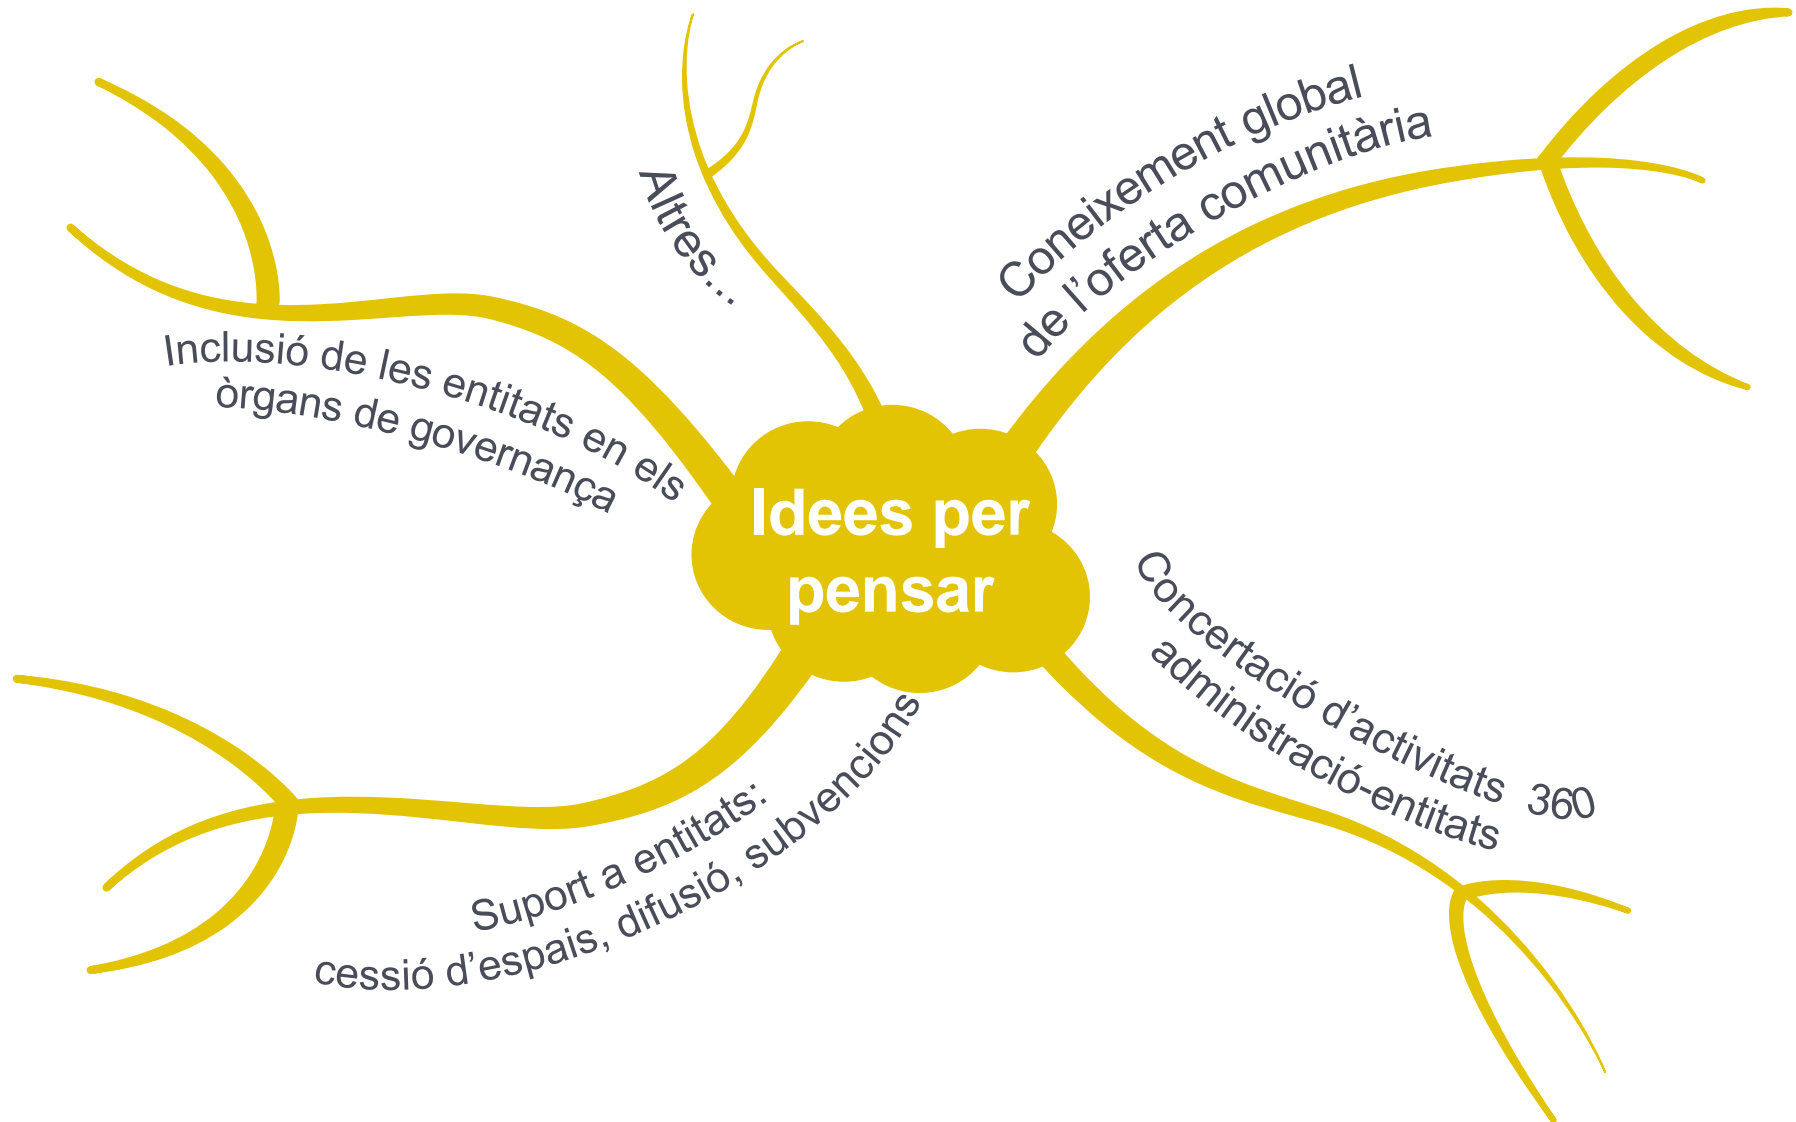 Altres...
Coneixement global
de l’oferta comunitària
Inclusió de les entitats en els
òrgans de governança
Idees per
pensar
Concertació d’activitats 360
administració-entitats
Suport a entitats:
cessió d’espais, difusió, subvencions